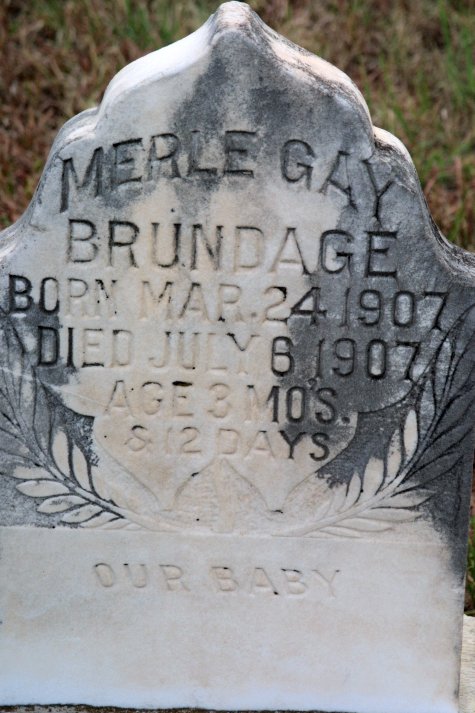 MERLE GAY
BRUNDAGE
BORN MAR. 24, 1907
DIED JULY 6, 1907
AGE 3 MO'S.
& 12 DAYS
OUR BABY